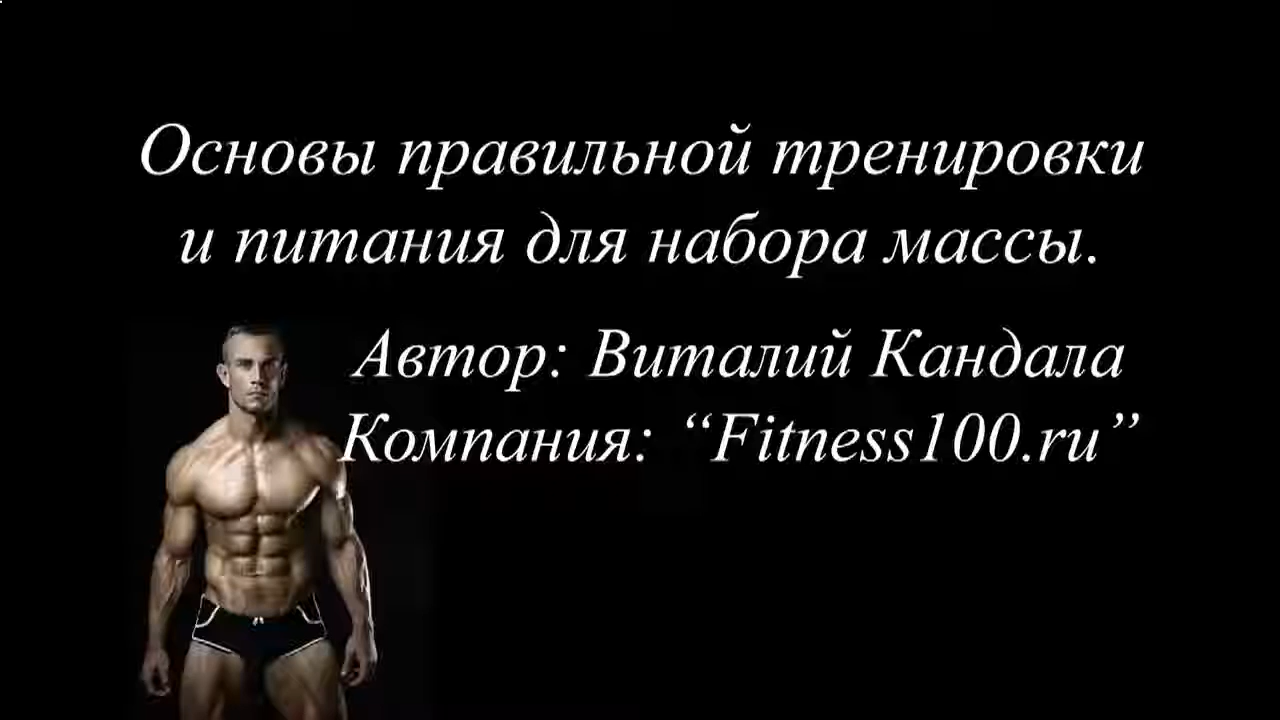 Основы правильной тренировки
и питания для набора массы.
Автор: Виталий Кандала
Компания: “Fitness100.ru”